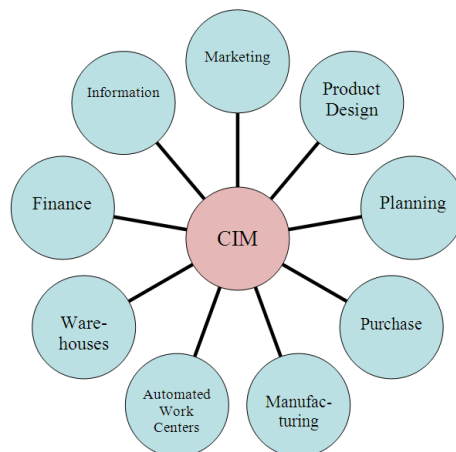 Marketing
Product
Design
Planning
Purchase
Manufac-
turing
Automated
Work
Centers
Ware-
houses
Finance
Information
CIM